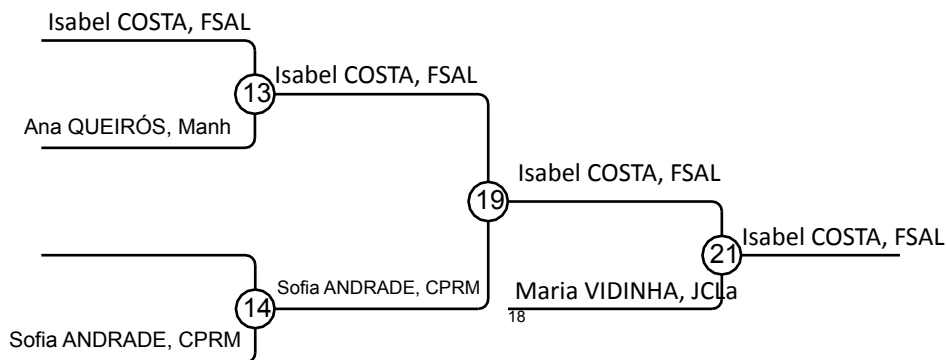 Isabel COSTA, FSAL
13
Isabel COSTA, FSAL
Ana QUEIRÓS, Manh
19
Isabel COSTA, FSAL
21
Isabel COSTA, FSAL
14
Sofia ANDRADE, CPRM
Maria VIDINHA, JCLa
18
Sofia ANDRADE, CPRM